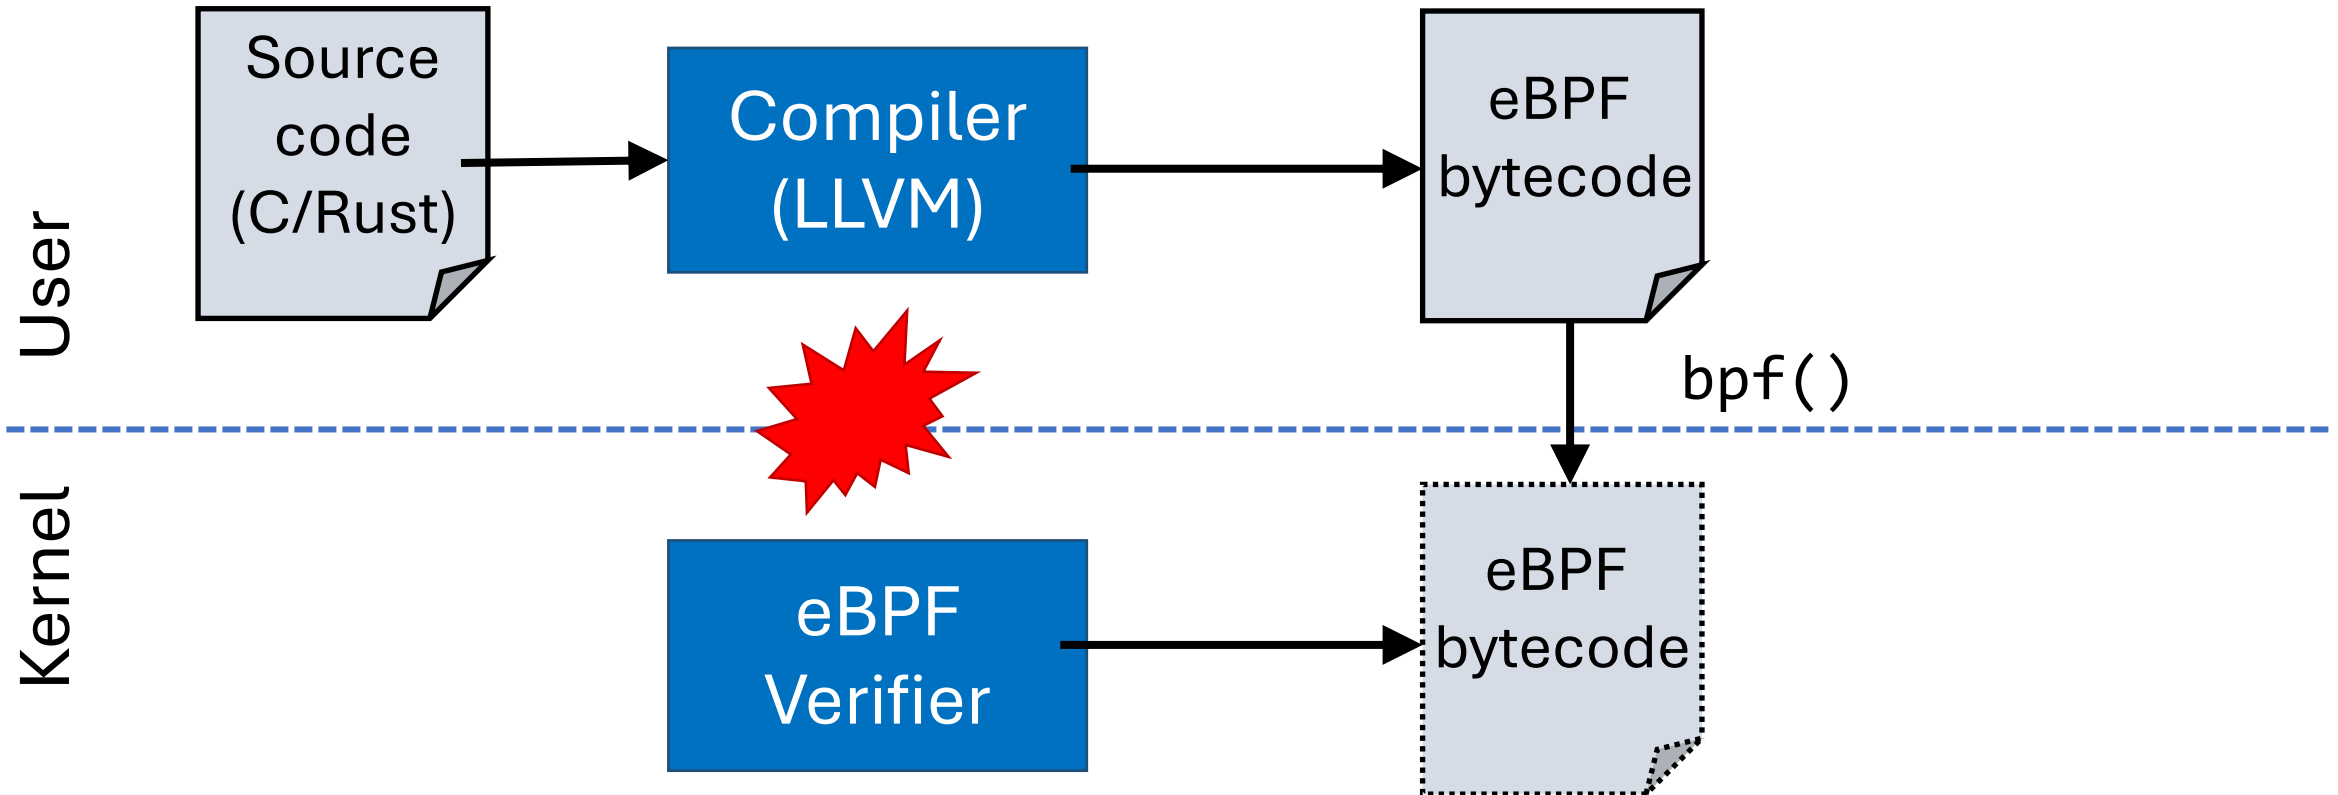 Source
code
(C/Rust)
Compiler
(LLVM)
eBPF
bytecode
User
bpf()
Kernel
eBPF
Verifier
eBPF
bytecode